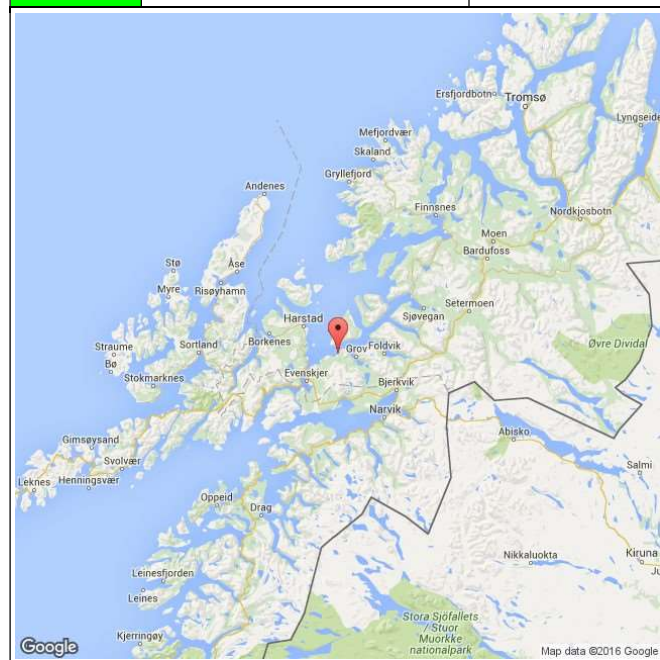 Ersfjordbotn
Tromsø
Lyngseide
Mefjordvær
Skaland
Gryllefjord
Andenes
Finnsnes
Nordkjosbotn
Moen
Bardufoss
Stø
Åse
Myre
Risøyhamn
Sjøvegan
Setermoen
Harstad
Straume
Sortland
Borkenes
Grov
Foldvik
Øvre Dividal
Bø
Stokmarknes
Evenskjer
Bjerkvik
Narvik
Gimsøysand
Svolvær
Abisko
Leknes
Henningsvær
Salmi
Oppeid
Drag
Nikkaluokta
Kiruna
Ju
Leinesfjorden
Leines
Stora Sjöfallets
/ Stuor
Muorkke
nationalpark
Kjerringøy
Google
Map data ©2016 Google